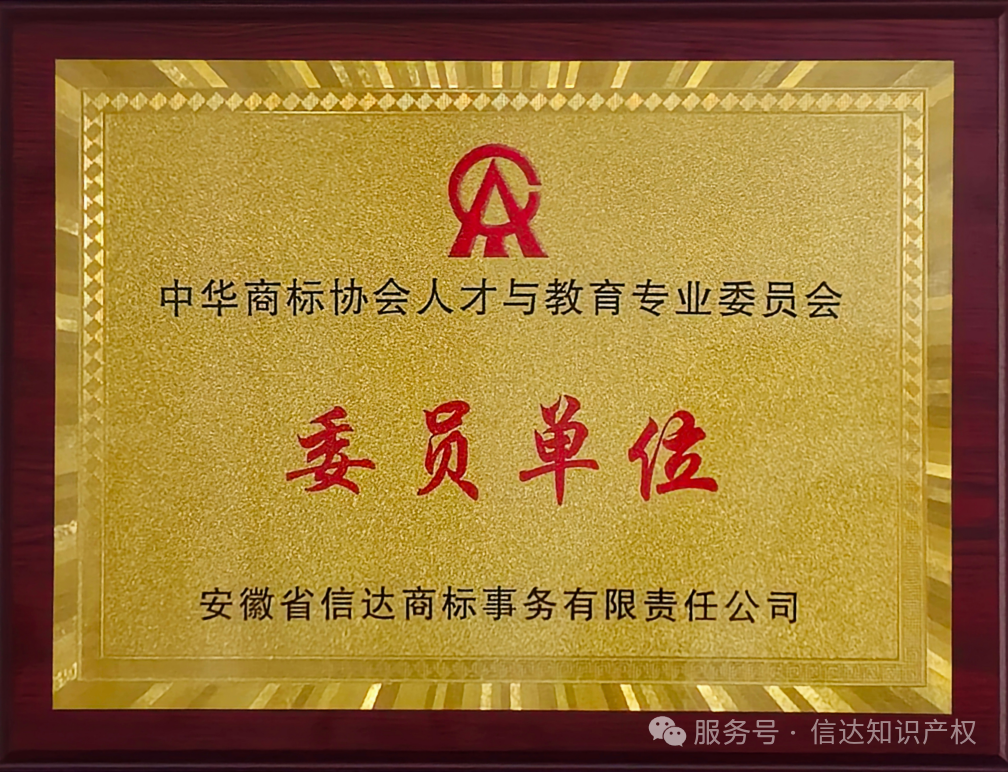 中华商标协会人才与教育专业委员会
委员单位
安徽省信达商标事务有限责任公司
服务号·信达知识产权